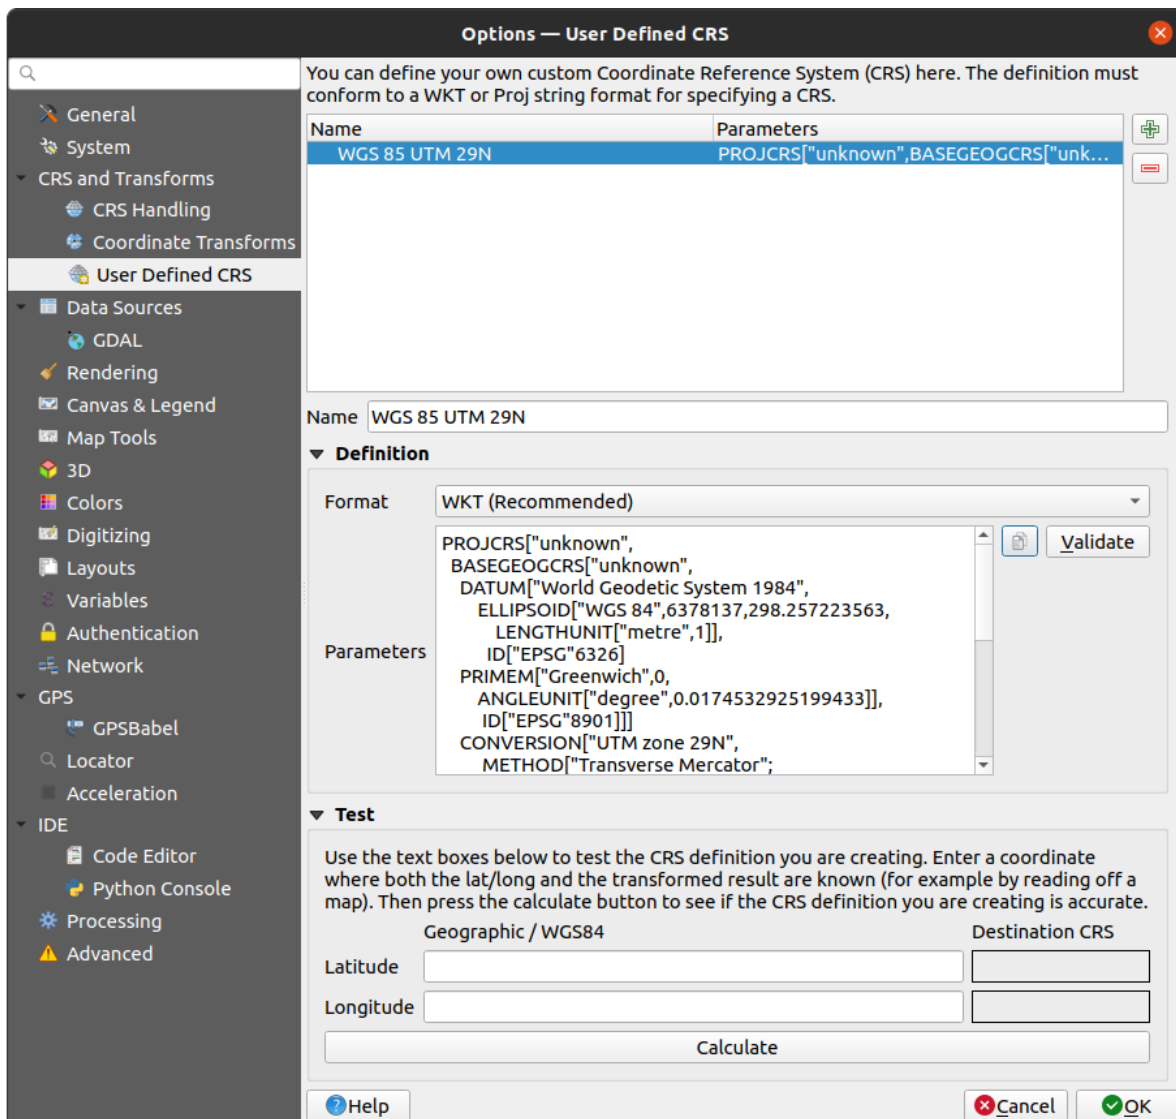 Options — User Defined CRS
General
System
CRS and Transforms
CRS Handling
Coordinate Transforms
User Defined CRS
Data Sources
GDAL
Rendering
Canvas & Legend
Map Tools
3D
Colors
Digitizing
Layouts
Variables
Authentication
Network
GPS
GPSBabel
Locator
Acceleration
IDE
Code Editor
Python Console
Processing
Advanced
You can define your own custom Coordinate Reference System (CRS) here. The definition must
conform to a WKT or Proj string format for specifying a CRS.
Name Parameters
WGS 85 UTM 29N PROJCRS["unknown",BASEGEOGCRS["unk...
Name WGS 85 UTM 29N
Definition
Format WKT (Recommended)
Validate
Parameters
PROJCRS["unknown",
BASEGEOGCRS["unknown",
DATUM["World Geodetic System 1984",
ELLIPSOID["WGS 84",6378137,298.257223563,
LENGTHUNIT["metre",1]],
ID["EPSG"6326]
PRIMEM["Greenwich",0,
ANGLEUNIT["degree",0.0174532925199433]],
ID["EPSG"8901]]]
CONVERSION["UTM zone 29N",
METHOD["Transverse Mercator";
Test
Use the text boxes below to test the CRS definition you are creating. Enter a coordinate
where both the lat/long and the transformed result are known (for example by reading off a
map). Then press the calculate button to see if the CRS definition you are creating is accurate.
Geographic / WGS84 Destination CRS
Latitude
Longitude
Calculate
Help Cancel OK